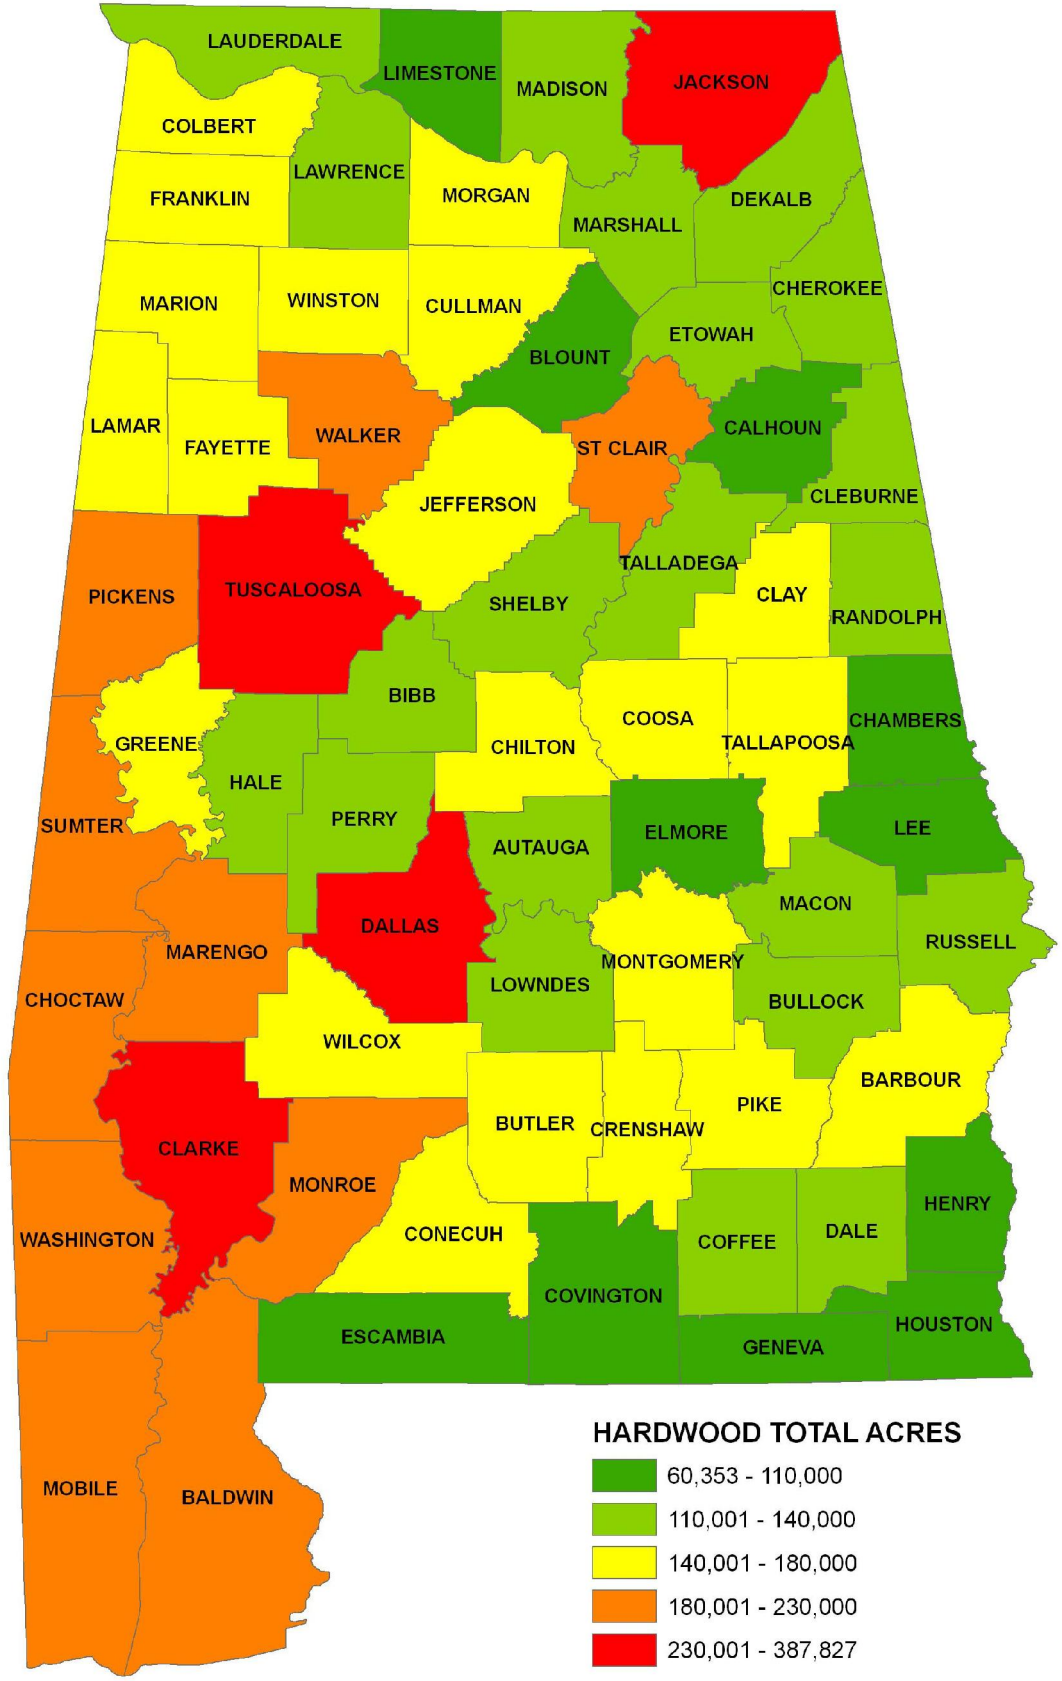 LAUDERDALE
LIMESTONE
MADISON
JACKSON
COLBERT
LAWRENCE
FRANKLIN
MORGAN
MARSHALL
DEKALB
CHEROKEE
MARION
WINSTON
CULLMAN
ETOWAH
BLOUNT
LAMAR
FAYETTE
WALKER
ST CLAIR
CALHOUN
CLEBURNE
JEFFERSON
TALLADEGA
PICKENS
TUSCALOOSA
SHELBY
CLAY
RANDOLPH
BIBB
GREENE
HALE
CHILTON
COOSA
TALLAPOOSA
CHAMBERS
SUMTER
PERRY
AUTAUGA
ELMORE
LEE
MACON
DALLAS
MARENGO
RUSSELL
CHOCTAW
LOWNDES
MONTGOMERY
BULLOCK
WILCOX
BARBOUR
CLARKE
BUTLER
CRENSHAW
PIKE
MONROE
WASHINGTON
CONECUH
COFFEE
DALE
HENRY
COVINGTON
ESCAMBIA
GENEVA
HOUSTON
MOBILE
BALDWIN
HARDWOOD TOTAL ACRES
60,353 - 110,000
110,001 - 140,000
140,001 - 180,000
180,001 - 230,000
230,001 - 387,827